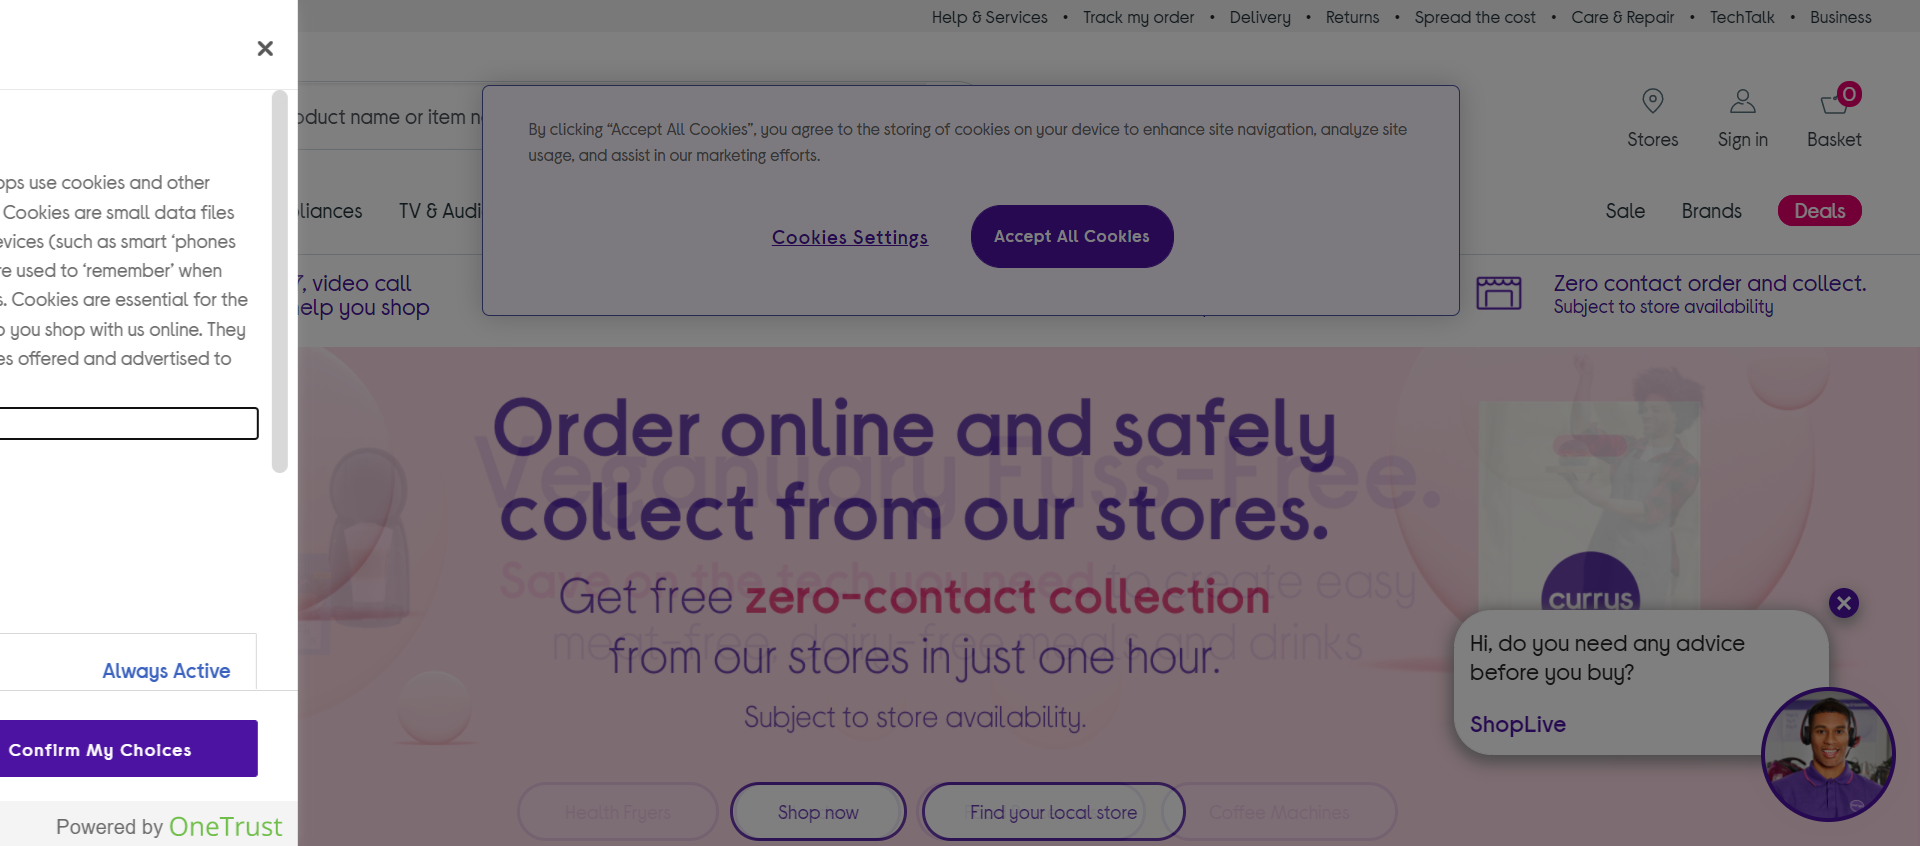 Help & Services • Track my order • Delivery • Returns • Spread the cost • Care & Repair • TechTalk • Business
0
Stores
Sign in
Basket
oduct name or item n
By clicking “Accept All Cookies”, you agree to the storing of cookies on your device to enhance site navigation, analyze site
usage, and assist in our marketing efforts.
Cookies Settings
Accept All Cookies
pliances
TV & Audi
Sale
Brands
Deals
7, video call
help you shop
Zero contact order and collect.
Subject to store availability
ops use cookies and other
Cookies are small data files
evices (such as smart ‘phones
re used to ‘remember’ when
s. Cookies are essential for the
p you shop with us online. They
es offered and advertised to
Always Active
Confirm My Choices
Powered by OneTrust
Order online and safely
collect from our stores.
Get free zero-contact collection
from our stores in just one hour.
Subject to store availability.
Veganuary Fuss-Free.
Save on the tech you need to create easy
meat-free, dairy-free meals and drinks
Health Fryers
Shop now
Find your local store
Coffee Machines
currys
Hi, do you need any advice
before you buy?
ShopLive